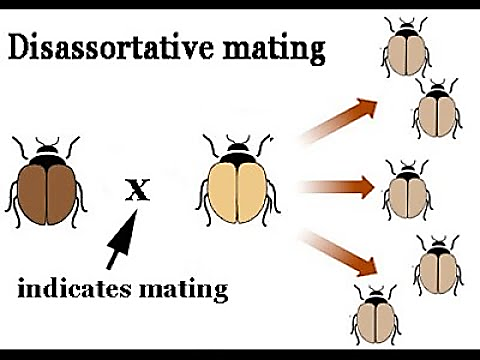 Disassortative mating
x
indicates mating